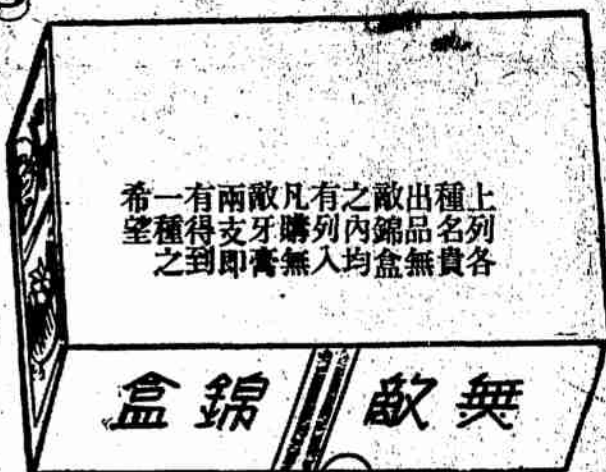 上列各
種名貴
出品無
敵錦盒
之內均
有列入
凡購無
敵牙膏
兩支即
有得到
一種之
希望
無敵
錦盒